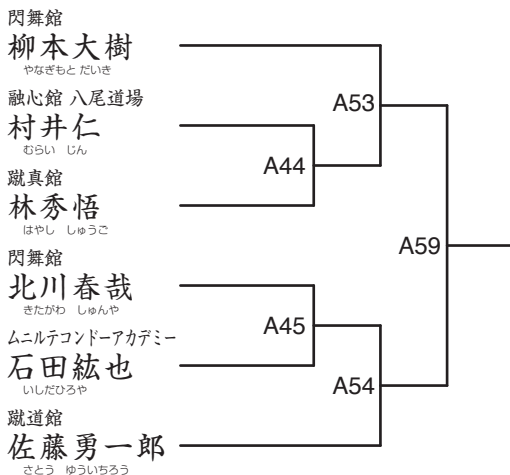 閃舞館
柳本大樹
やなぎもと だいき
A53
融心館 八尾道場
村井仁
むらい じん
A44
蹴真館
林秀悟
はやし しゅうご
A59
閃舞館
北川春哉
きたがわ しゅんや
A45
ムニルテコンドーアカデミー
石田紘也
いしだひろや
A54
蹴道館
佐藤勇一郎
さとう ゆういちろう